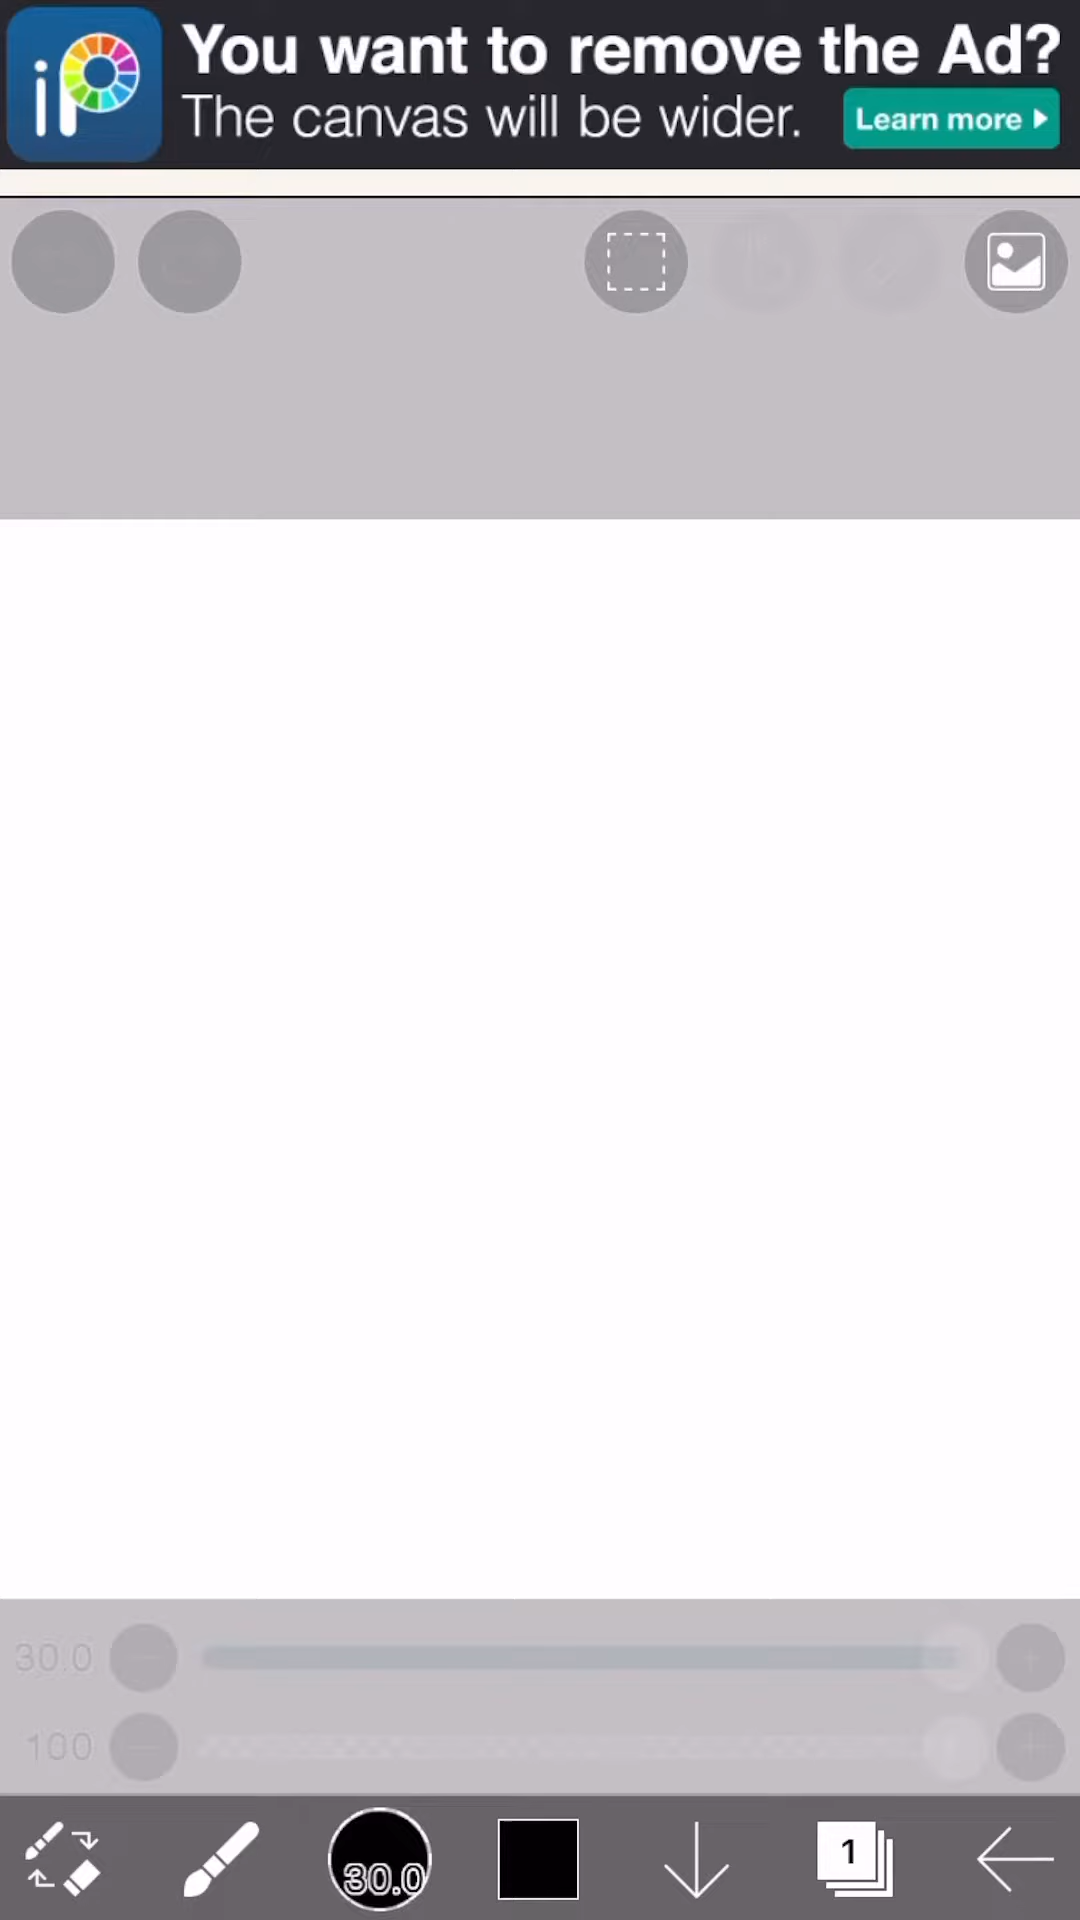 iP
You want to remove the Ad?
The canvas will be wider.
Learn more
30.0
100
30.0
1